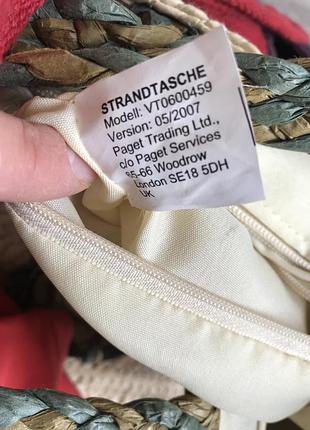 STRANDTASCHE
Modell: VT0600459
Version: 05/2007
Paget Trading Ltd.,
c/o Paget Services
65-66 Woodrow
London SE18 5DH
UK